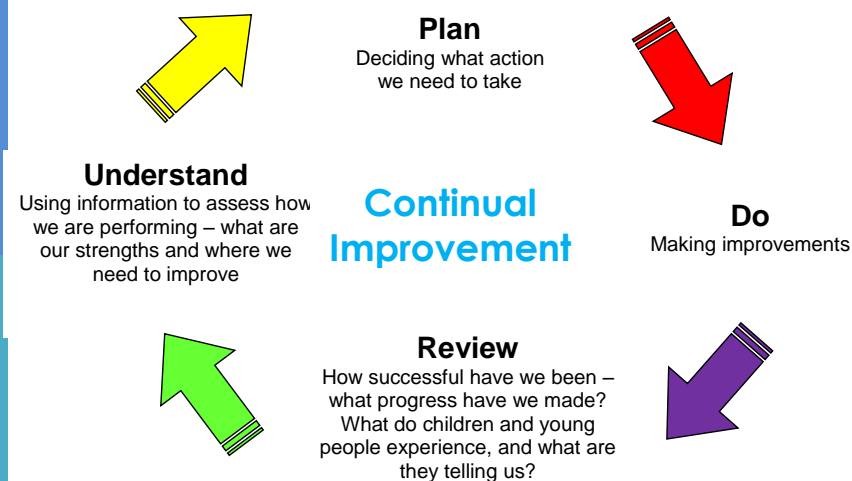 Plan
Deciding what action
we need to take
Understand
Using information to assess how
we are performing – what are
our strengths and where we
need to improve
Continual
Improvement
Do
Making improvements
Review
How successful have we been –
what progress have we made?
What do children and young
people experience, and what are
they telling us?